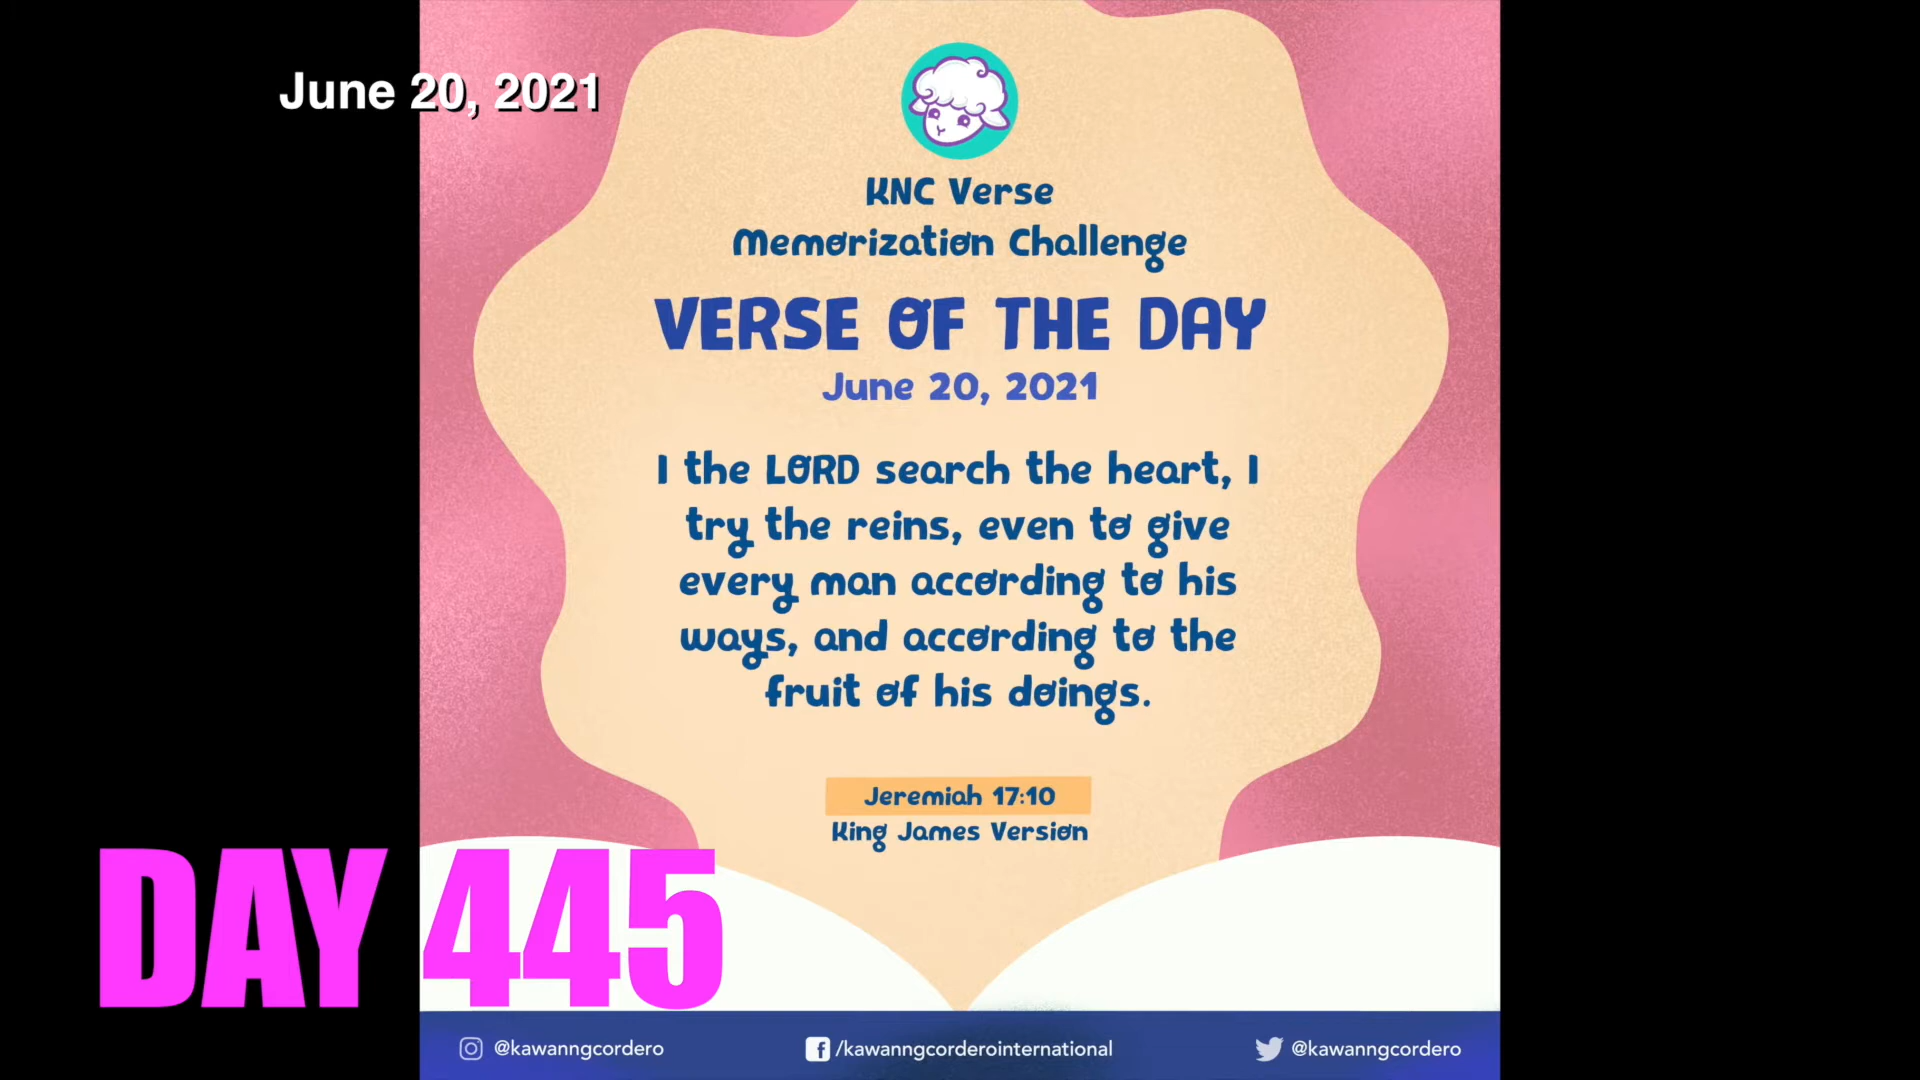 June 20, 2021
KNC Verse
Memorization Challenge
VERSE OF THE DAY
June 20, 2021
I the LORD search the heart, I
try the reins, even to give
every man according to his
ways, and according to the
fruit of his doings.
Jeremiah 17:10
King James Version
DAY 445
@kawanngcordero
/kawanngcorderointernational
@kawanngcordero